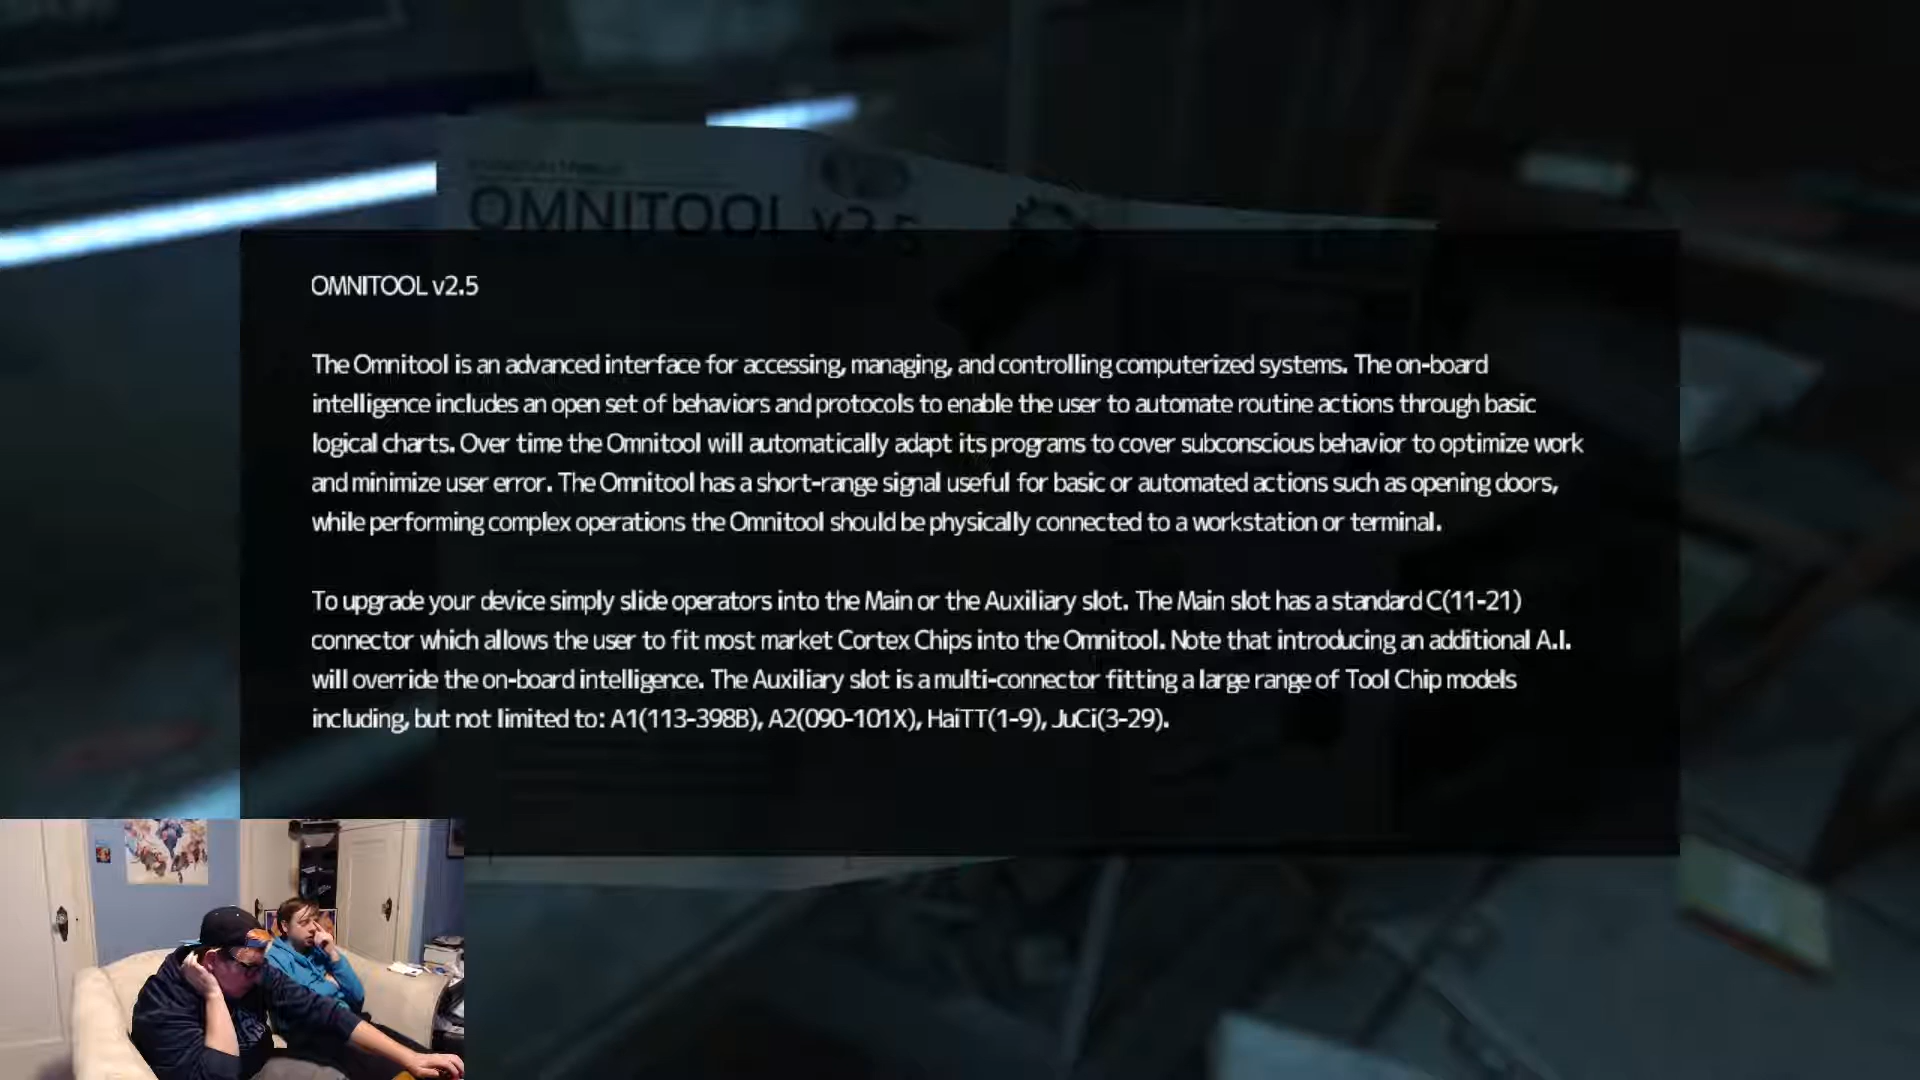 OMNITOOL v2.5
OMNITOOL v2.5
The Omnitool is an advanced interface for accessing, managing, and controlling computerized systems. The on-board
intelligence includes an open set of behaviors and protocols to enable the user to automate routine actions through basic
logical charts. Over time the Omnitool will automatically adapt its programs to cover subconscious behavior to optimize work
and minimize user error. The Omnitool has a short-range signal useful for basic or automated actions such as opening doors,
while performing complex operations the Omnitool should be physically connected to a workstation or terminal.
To upgrade your device simply slide operators into the Main or the Auxiliary slot. The Main slot has a standard C(11-21)
connector which allows the user to fit most market Cortex Chips into the Omnitool. Note that introducing an additional A.I.
will override the on-board intelligence. The Auxiliary slot is a multi-connector fitting a large range of Tool Chip models
including, but not limited to: A1(113-398B), A2(090-101X), HaiTT(1-9), JuCi(3-29).